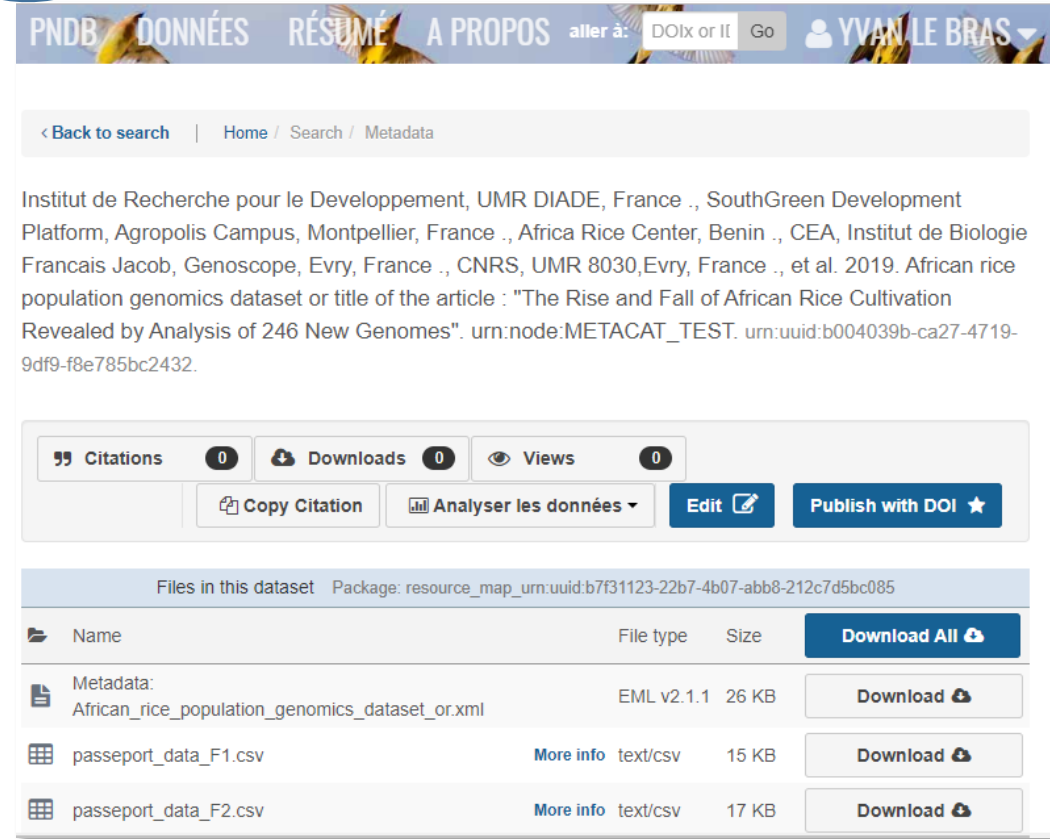 PNDB DONNÉES RÉSUMÉ A PROPOS aller à: DOIx or II Go YVAN LE BRAS
< Back to search | Home / Search / Metadata
Institut de Recherche pour le Developpement, UMR DIADE, France ., SouthGreen Development
Platform, Agropolis Campus, Montpellier, France ., Africa Rice Center, Benin ., CEA, Institut de Biologie
Francais Jacob, Genoscope, Evry, France ., CNRS, UMR 8030,Evry, France ., et al. 2019. African rice
population genomics dataset or title of the article : "The Rise and Fall of African Rice Cultivation
Revealed by Analysis of 246 New Genomes". urn:node:METACAT_TEST. urn:uuid:b004039b-ca27-4719-
9df9-f8e785bc2432.
Citations 0 Downloads 0 Views 0
Copy Citation Analyser les données Edit Publish with DOI
Files in this dataset Package: resource_map_urn:uuid:b7f31123-22b7-4b07-abb8-212c7d5bc085
Name File type Size Download All
Metadata:
African_rice_population_genomics_dataset_or.xml EML v2.1.1 26 KB Download
passeport_data_F1.csv More info text/csv 15 KB Download
passeport_data_F2.csv More info text/csv 17 KB Download